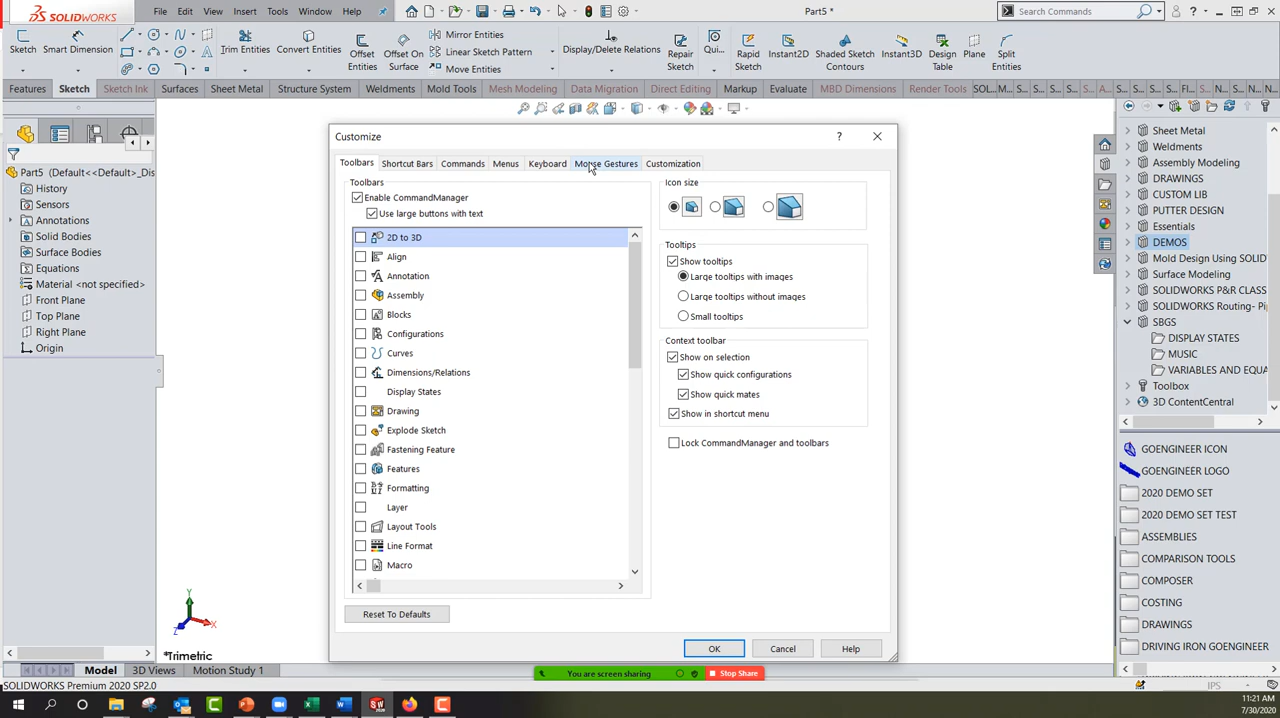 SOLIDWORKS File Edit View Insert Tools Window Part5 * Search Commands
Sketch Smart Dimension Trim Entities Convert Entities Offset Entities Offset On Surface Mirror Entities Linear Sketch Pattern Move Entities Display/Delete Relations Repair Sketch Qui... Rapid Sketch Instant2D Shaded Sketch Contours Instant3D Design Table Plane Split Entities
Features Sketch Sketch Ink Surfaces Sheet Metal Structure System Weldments Mold Tools Mesh Modeling Data Migration Direct Editing Markup Evaluate MBD Dimensions Render Tools SOL... M... S... S... F... S... S... S... S... S... S... S...
Part5 (Default<<Default>_Dis
History
Sensors
Annotations
Solid Bodies
Surface Bodies
Equations
Material <not specified>
Front Plane
Top Plane
Right Plane
Origin
Customize
Toolbars Shortcut Bars Commands Menus Keyboard Mouse Gestures Customization
Toolbars
Enable CommandManager
Use large buttons with text
2D to 3D
Align
Annotation
Assembly
Blocks
Configurations
Curves
Dimensions/Relations
Display States
Drawing
Explode Sketch
Fastening Feature
Features
Formatting
Layer
Layout Tools
Line Format
Macro
Reset To Defaults
Icon size
Tooltips
Show tooltips
Large tooltips with images
Large tooltips without images
Small tooltips
Context toolbar
Show on selection
Show quick configurations
Show quick mates
Show in shortcut menu
Lock CommandManager and toolbars
OK Cancel Help
Sheet Metal
Weldments
Assembly Modeling
DRAWINGS
CUSTOM LIB
PUTTER DESIGN
Essentials
DEMOS
Mold Design Using SOLID
Surface Modeling
SOLIDWORKS P&R CLASS
SOLIDWORKS Routing- Pi
SBGS
DISPLAY STATES
MUSIC
VARIABLES AND EQUA
Toolbox
3D ContentCentral
GOENGINEER ICON
GOENGINEER LOGO
2020 DEMO SET
2020 DEMO SET TEST
ASSEMBLIES
COMPARISON TOOLS
COMPOSER
COSTING
DRAWINGS
DRIVING IRON GOENGINEER
Y
X
Z
*Trimetric
Model 3D Views Motion Study 1
You are screen sharing Stop Share
SOLIDWORKS Premium 2020 SP2.0 IPS
11:21 AM
7/30/2020